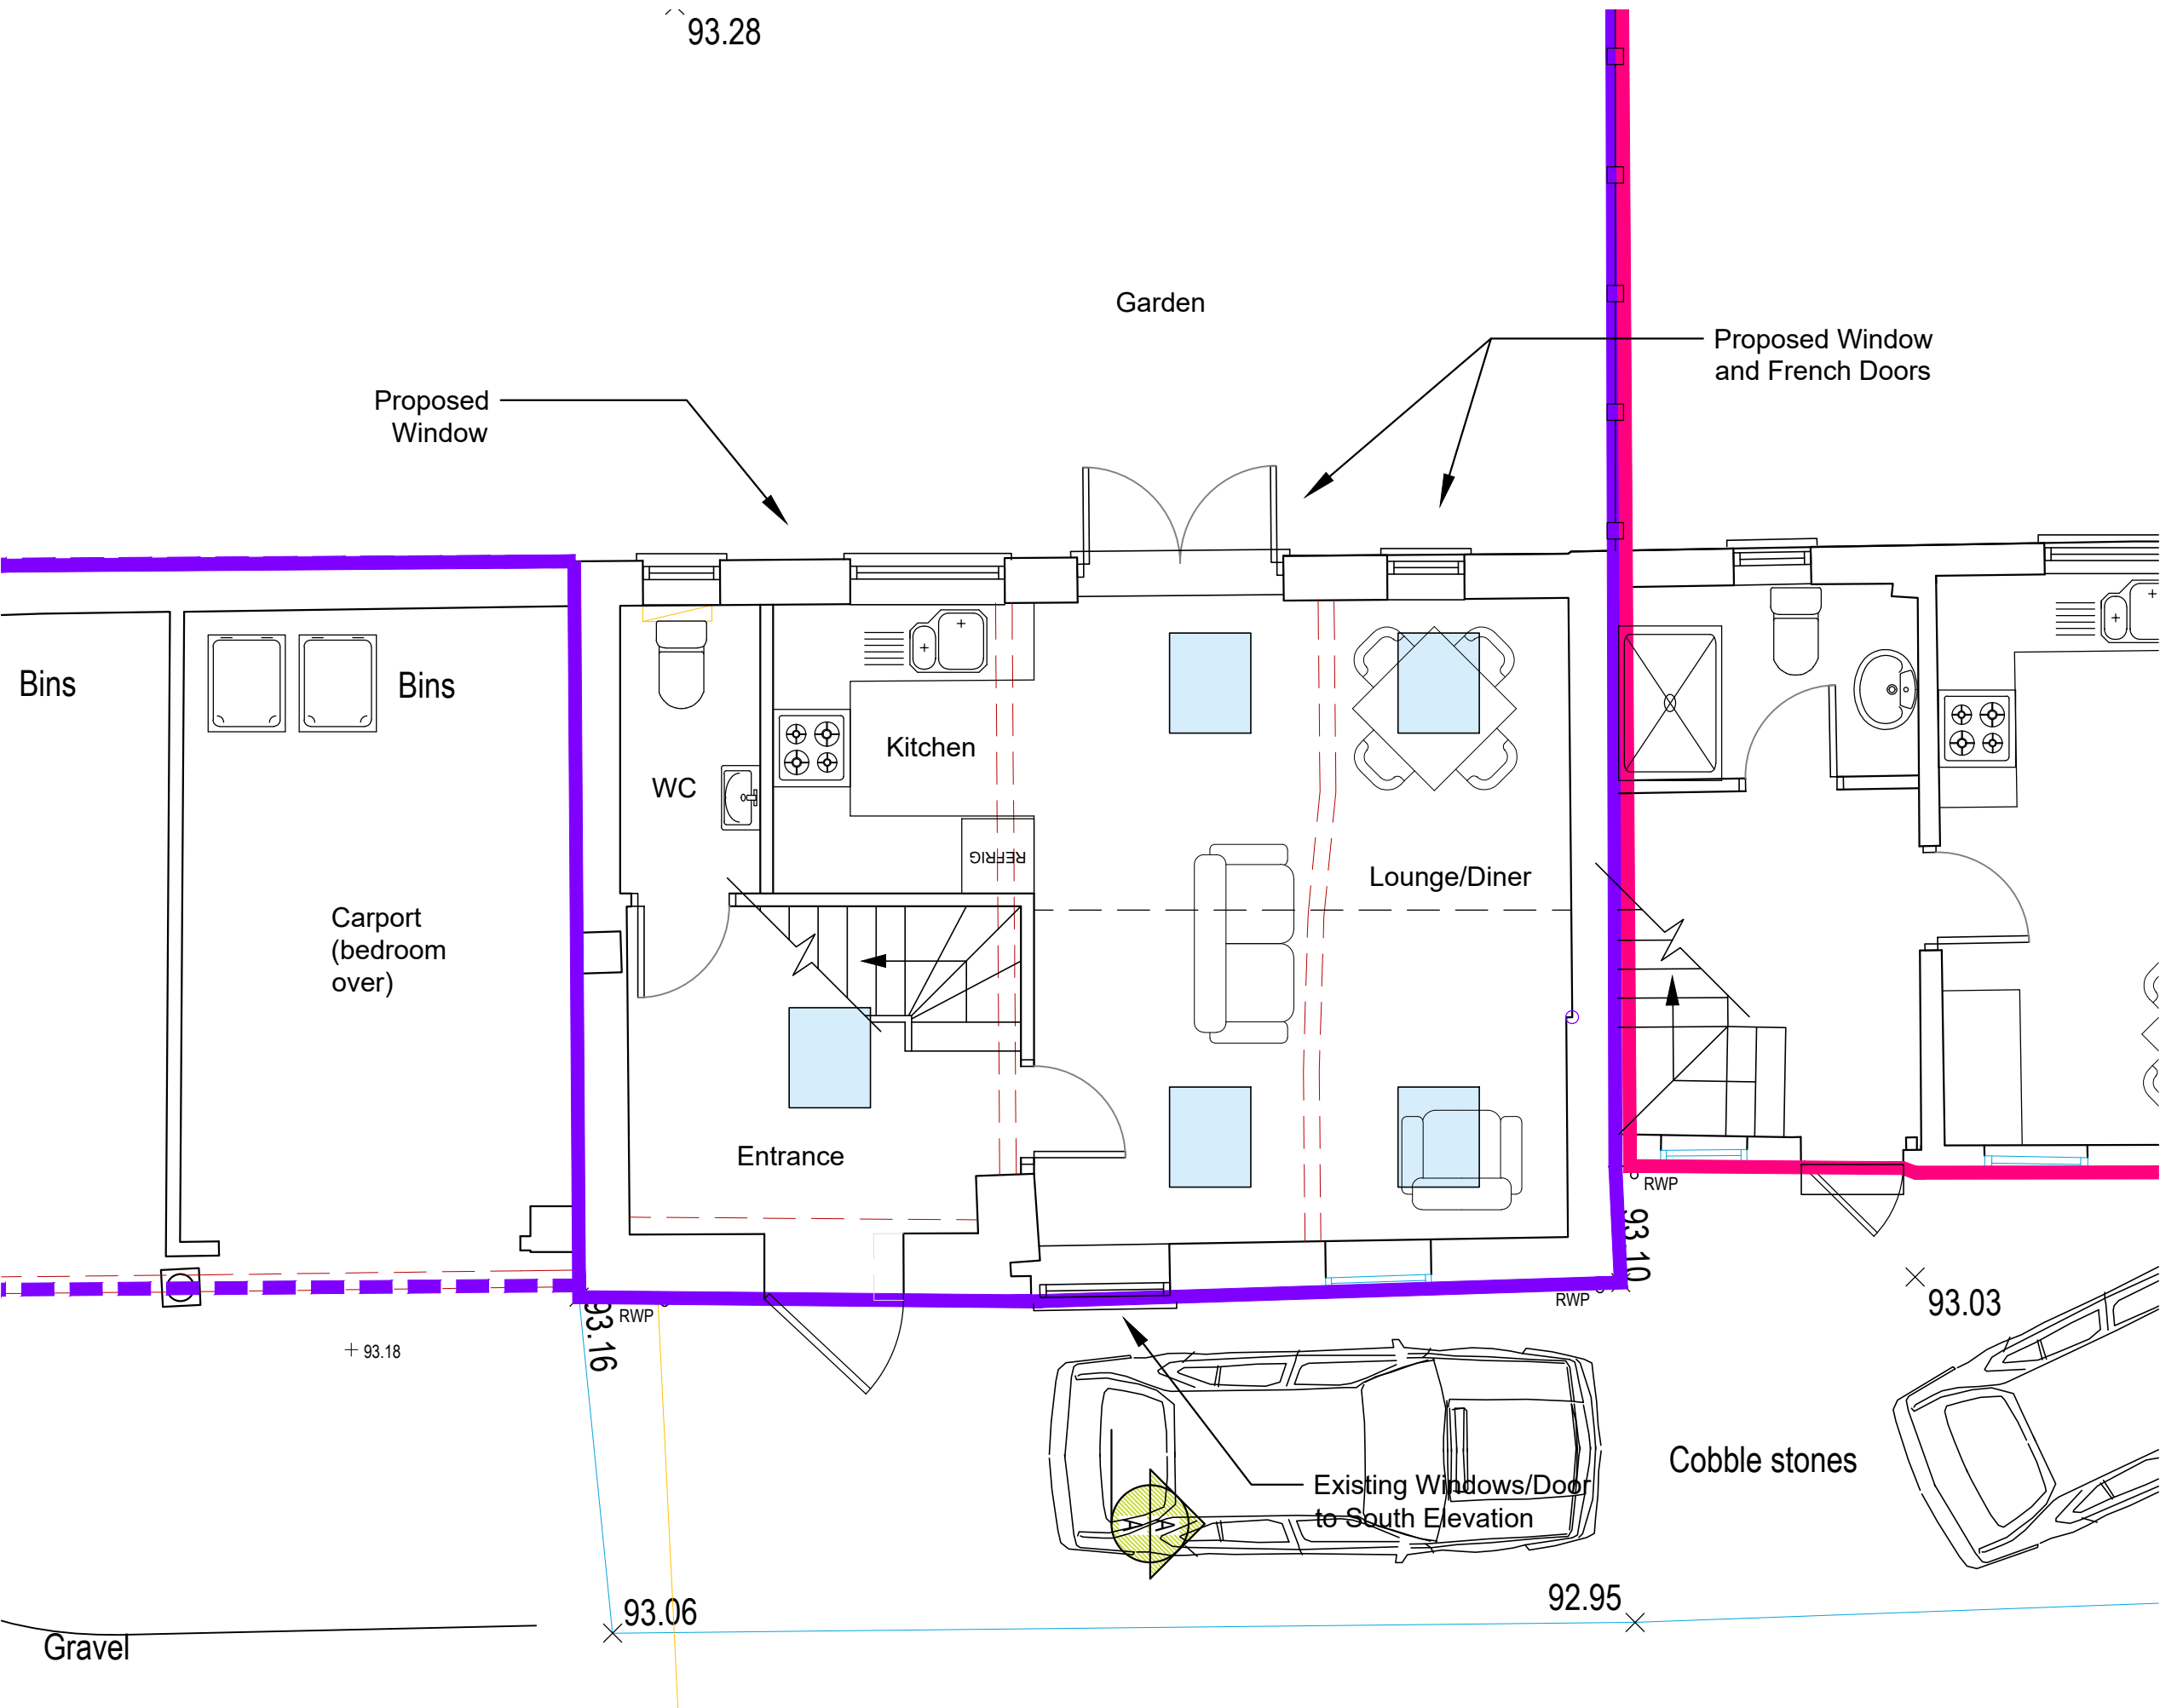 93.28
Garden
Proposed Window
and French Doors
Proposed
Window
Bins
Bins
Kitchen
WC
REFRIG
Lounge/Diner
Carport
(bedroom
over)
Entrance
RWP
93.10
93.16
RWP
RWP
93.03
93.18
Cobble stones
Existing Windows/Door
to South Elevation
A
A
93.06
92.95
Gravel